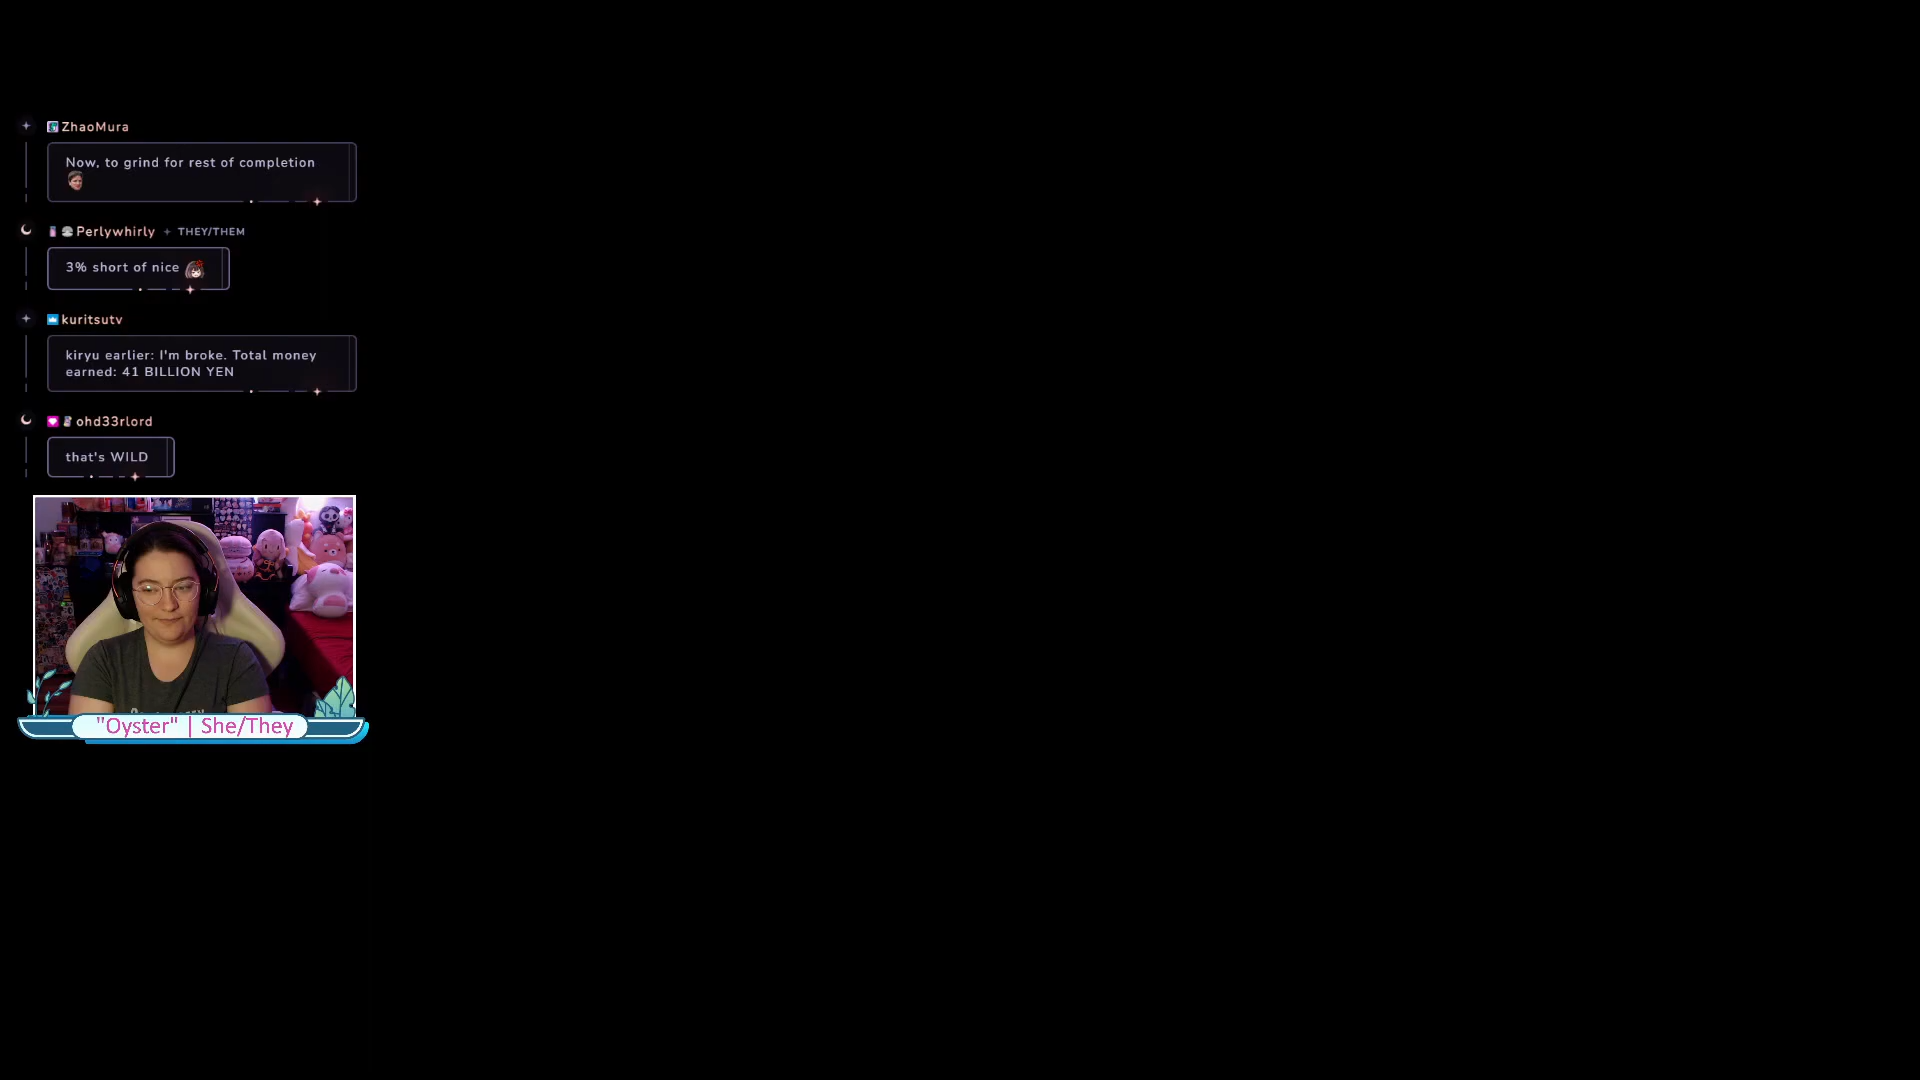 ZhaoMura
Now, to grind for rest of completion
Perlywhirly THEY/THEM
3% short of nice
kuritsutv
kiryu earlier: I'm broke. Total money
earned: 41 BILLION YEN
ohd33rlord
that's WILD
"Oyster" | She/They